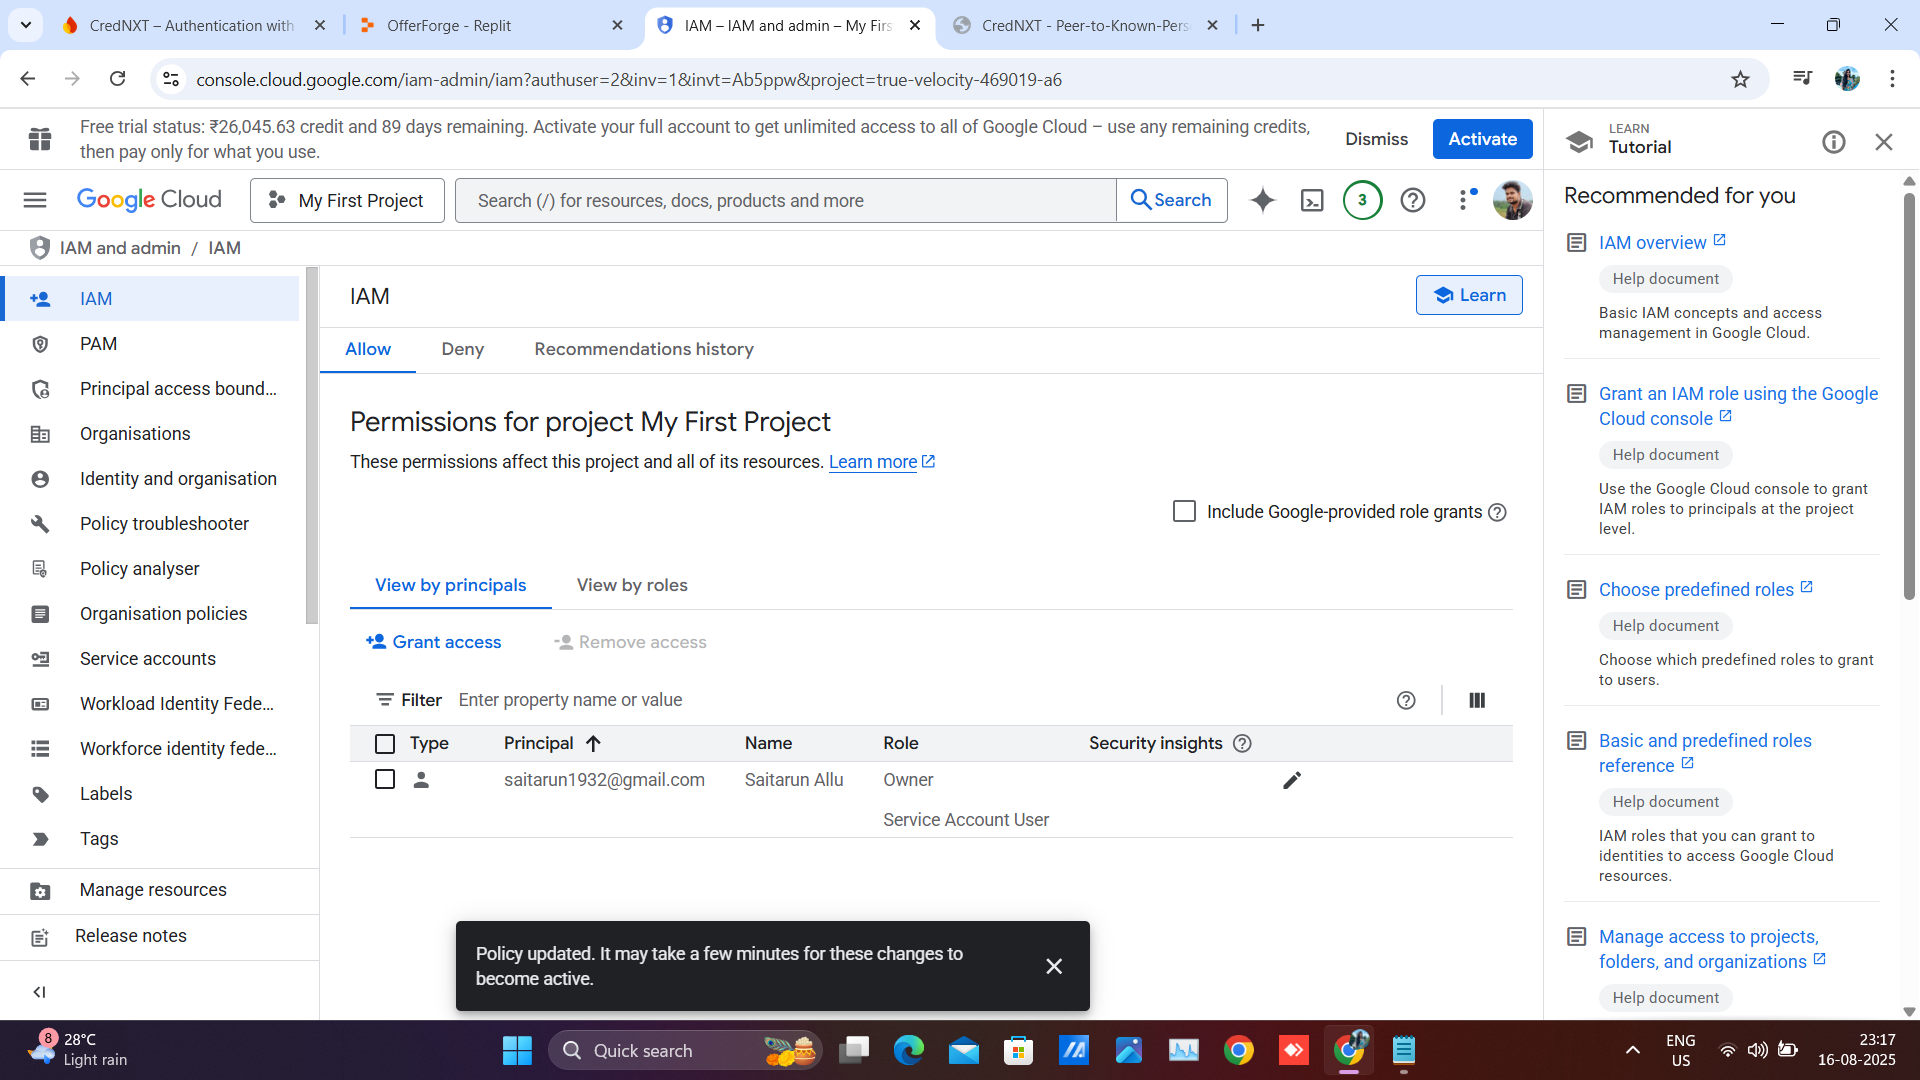 CredNXT – Authentication with
OfferForge - Replit
IAM – IAM and admin – My Firs
CredNXT - Peer-to-Known-Pers
console.cloud.google.com/iam-admin/iam?authuser=2&inv=1&invt=Ab5ppw&project=true-velocity-469019-a6
Free trial status: ₹26,045.63 credit and 89 days remaining. Activate your full account to get unlimited access to all of Google Cloud – use any remaining credits,
then pay only for what you use.
Dismiss
Activate
LEARN
Tutorial
Google Cloud
My First Project
Search (/) for resources, docs, products and more
Search
3
IAM and admin / IAM
IAM
PAM
Principal access bound...
Organisations
Identity and organisation
Policy troubleshooter
Policy analyser
Organisation policies
Service accounts
Workload Identity Fede...
Workforce identity fede...
Labels
Tags
Manage resources
Release notes
IAM
Learn
Allow
Deny
Recommendations history
Permissions for project My First Project
These permissions affect this project and all of its resources. Learn more
Include Google-provided role grants
View by principals
View by roles
Grant access
Remove access
Filter Enter property name or value
Type Principal Name Role Security insights
saitarun1932@gmail.com Saitarun Allu Owner
Service Account User
Policy updated. It may take a few minutes for these changes to
become active.
Recommended for you
IAM overview
Help document
Basic IAM concepts and access
management in Google Cloud.
Grant an IAM role using the Google
Cloud console
Help document
Use the Google Cloud console to grant
IAM roles to principals at the project
level.
Choose predefined roles
Help document
Choose which predefined roles to grant
to users.
Basic and predefined roles
reference
Help document
IAM roles that you can grant to
identities to access Google Cloud
resources.
Manage access to projects,
folders, and organizations
Help document
8
28°C
Light rain
Quick search
ENG
US
23:17
16-08-2025